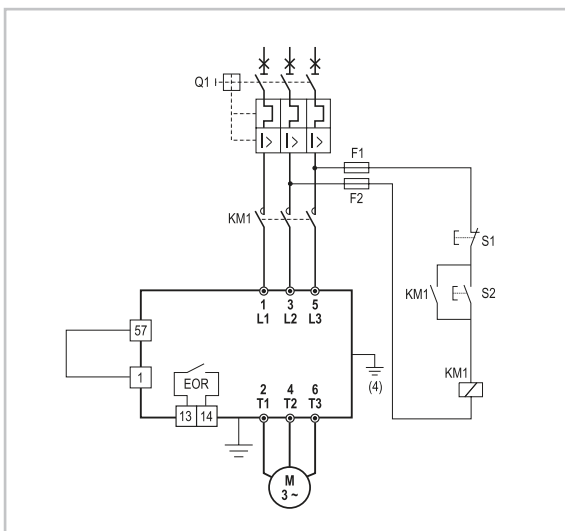 Q1
F1
F2
KM1
S1
KM1 S2
1 3 5
L1 L2 L3
57
KM1
1
EOR
(4)
2 4 6
13 14
T1 T2 T3
M
3 ~